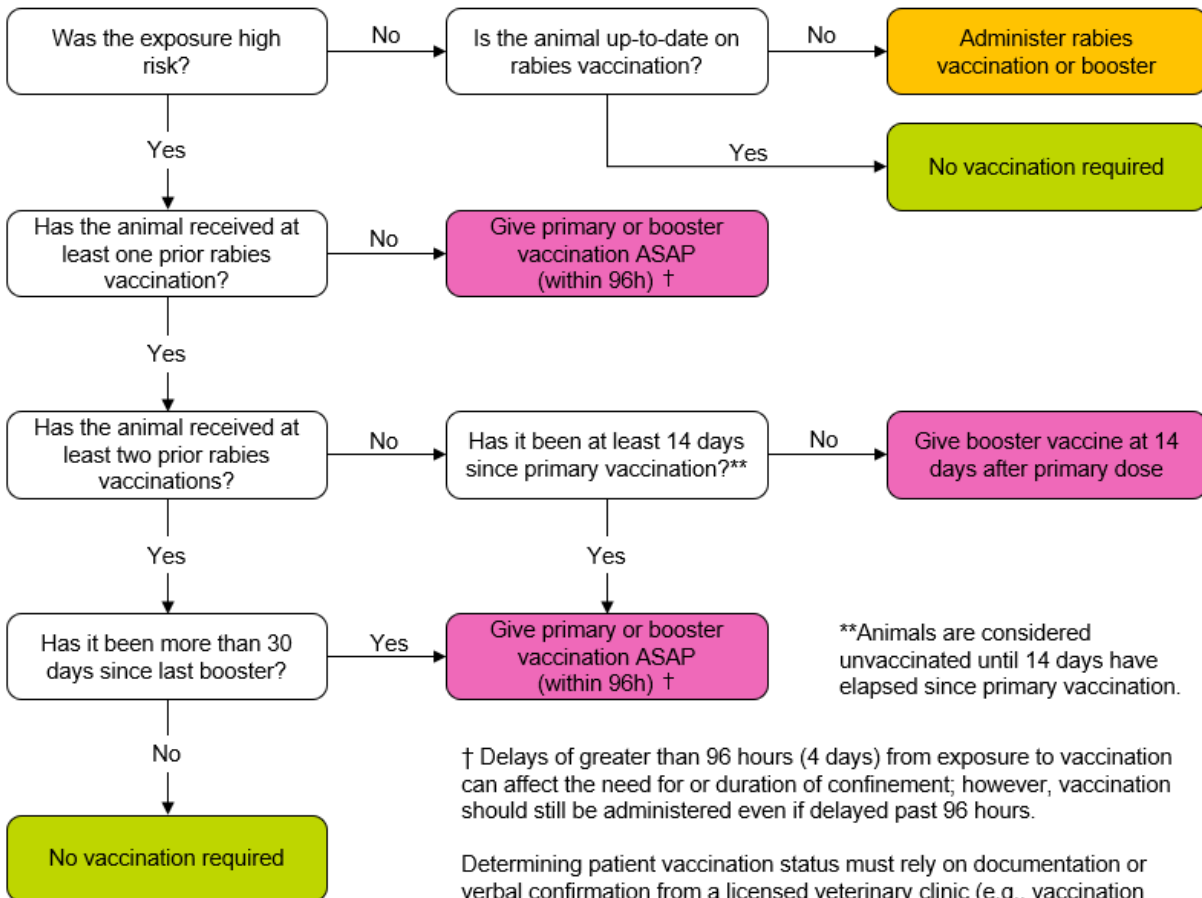 Was the exposure high
risk?
No
Is the animal up-to-date on
rabies vaccination?
No
Administer rabies
vaccination or booster
Yes
Yes
No vaccination required
Has the animal received at
least one prior rabies
vaccination?
No
Give primary or booster
vaccination ASAP
(within 96h) †
Yes
Has the animal received at
least two prior rabies
vaccinations?
No
Has it been at least 14 days
since primary vaccination?**
No
Give booster vaccine at 14
days after primary dose
Yes
Yes
Has it been more than 30
days since last booster?
Yes
Give primary or booster
vaccination ASAP
(within 96h) †
**Animals are considered
unvaccinated until 14 days have
elapsed since primary vaccination.
No
No vaccination required
† Delays of greater than 96 hours (4 days) from exposure to vaccination
can affect the need for or duration of confinement; however, vaccination
should still be administered even if delayed past 96 hours.
Determining patient vaccination status must rely on documentation or
verbal confirmation from a licensed veterinary clinic (e.g., vaccination